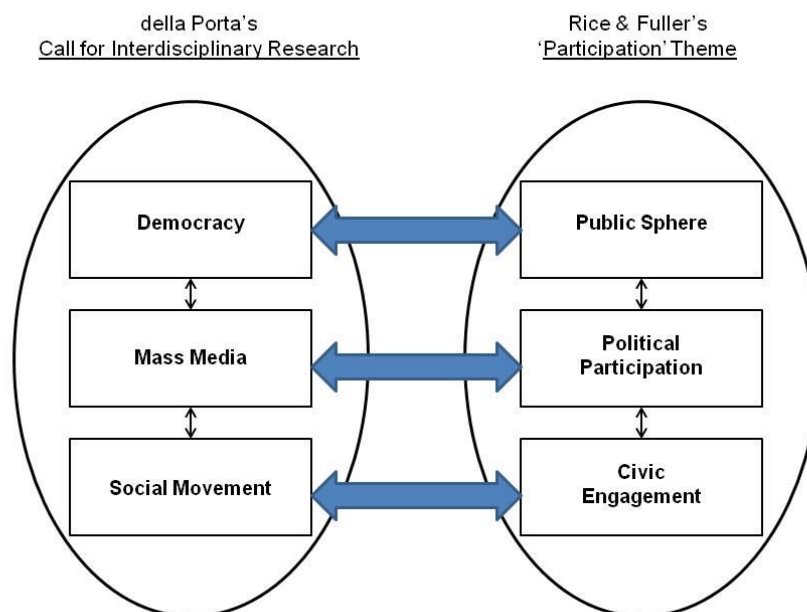 della Porta's
Call for Interdisciplinary Research
Rice & Fuller's
'Participation' Theme
Democracy
Public Sphere
Mass Media
Political
Participation
Social Movement
Civic
Engagement